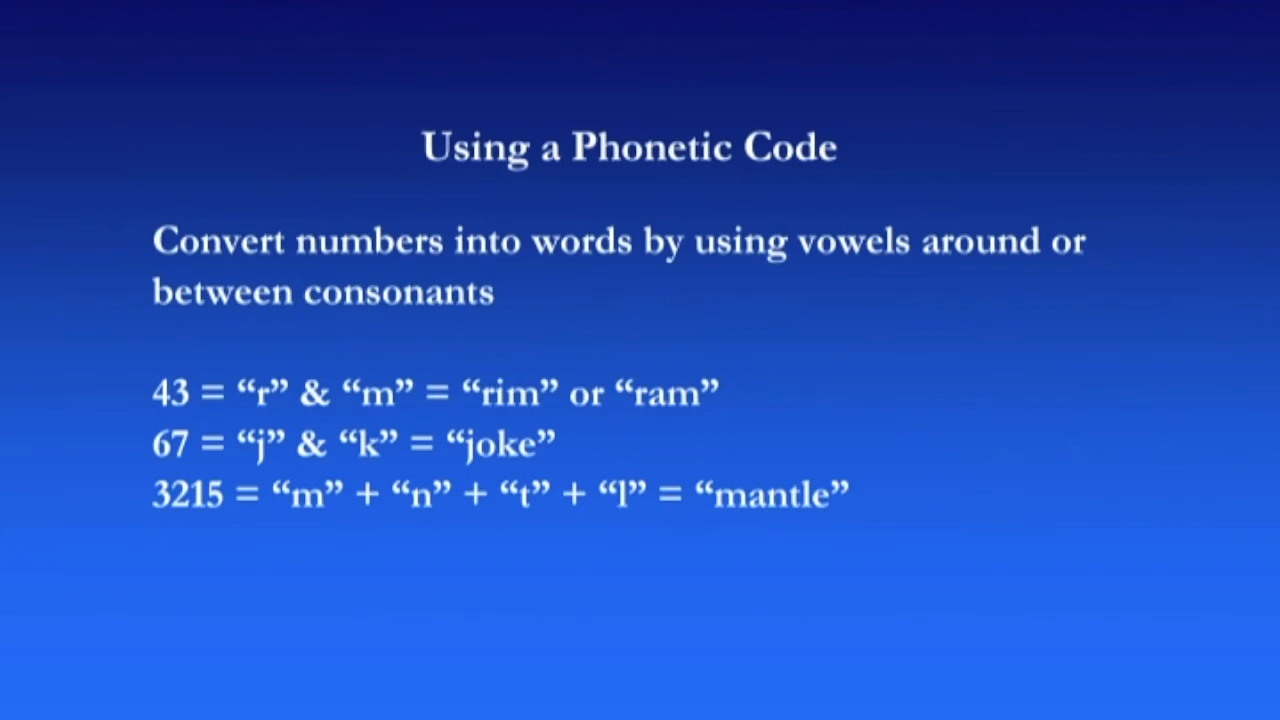 Using a Phonetic Code
Convert numbers into words by using vowels around or
between consonants
43 = “r” & “m” = “rim” or “ram”
67 = “j” & “k” = “joke”
3215 = “m” + “n” + “t” + “l” = “mantle”